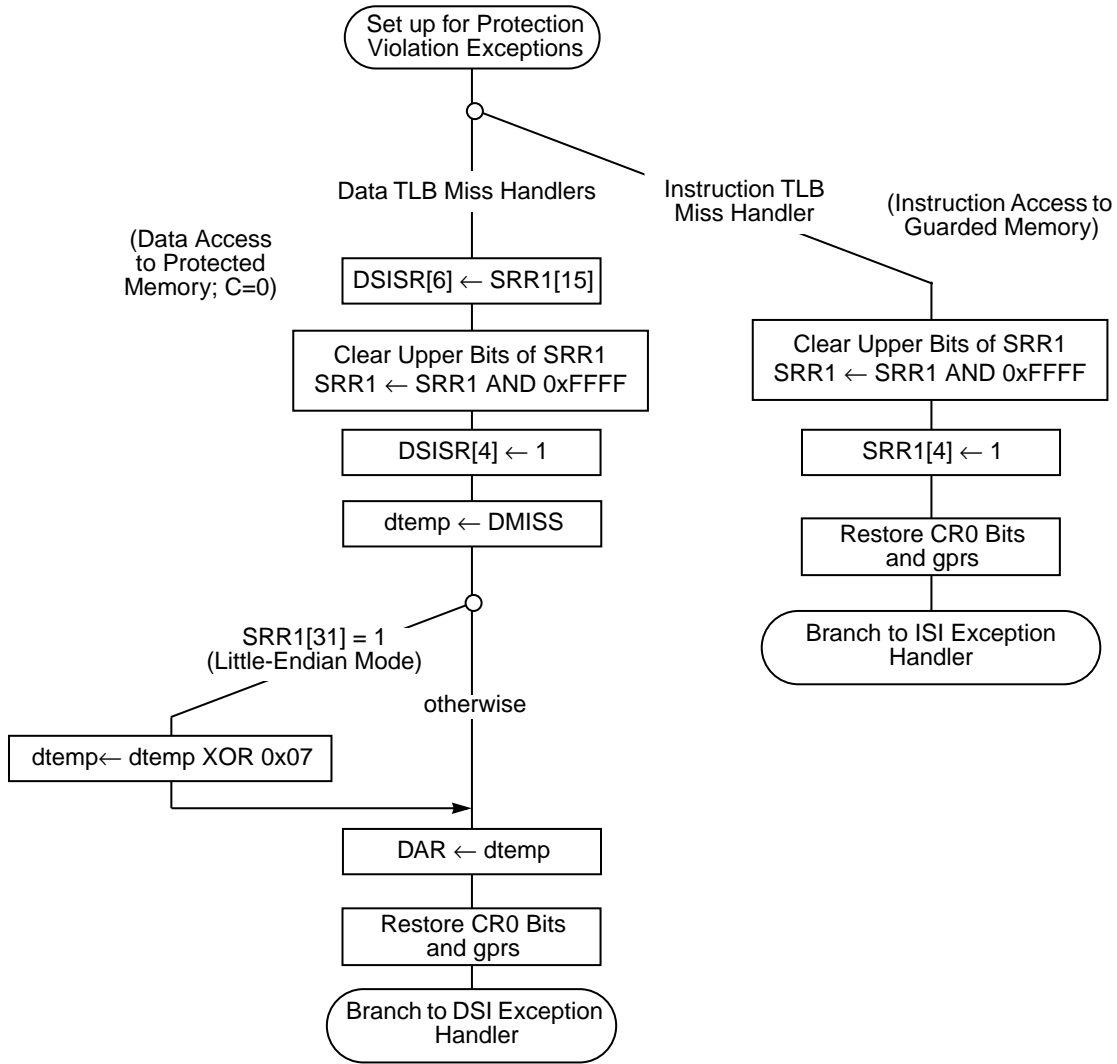 Set up for Protection
Violation Exceptions
Data TLB Miss Handlers
Instruction TLB
Miss Handler
(Instruction Access to
Guarded Memory)
(Data Access
to Protected
Memory; C=0)
DSISR[6] ← SRR1[15]
Clear Upper Bits of SRR1
SRR1 ← SRR1 AND 0xFFFF
DSISR[4] ← 1
dtemp ← DMISS
SRR1[31] = 1
(Little-Endian Mode)
otherwise
dtemp← dtemp XOR 0x07
DAR ← dtemp
Restore CR0 Bits
and gprs
Branch to DSI Exception
Handler
Clear Upper Bits of SRR1
SRR1 ← SRR1 AND 0xFFFF
SRR1[4] ← 1
Restore CR0 Bits
and gprs
Branch to ISI Exception
Handler